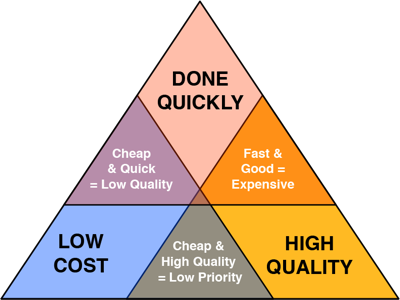 DONE
QUICKLY
Cheap
& Quick
= Low Quality
Fast &
Good =
Expensive
LOW
COST
Cheap &
High Quality
= Low Priority
HIGH
QUALITY